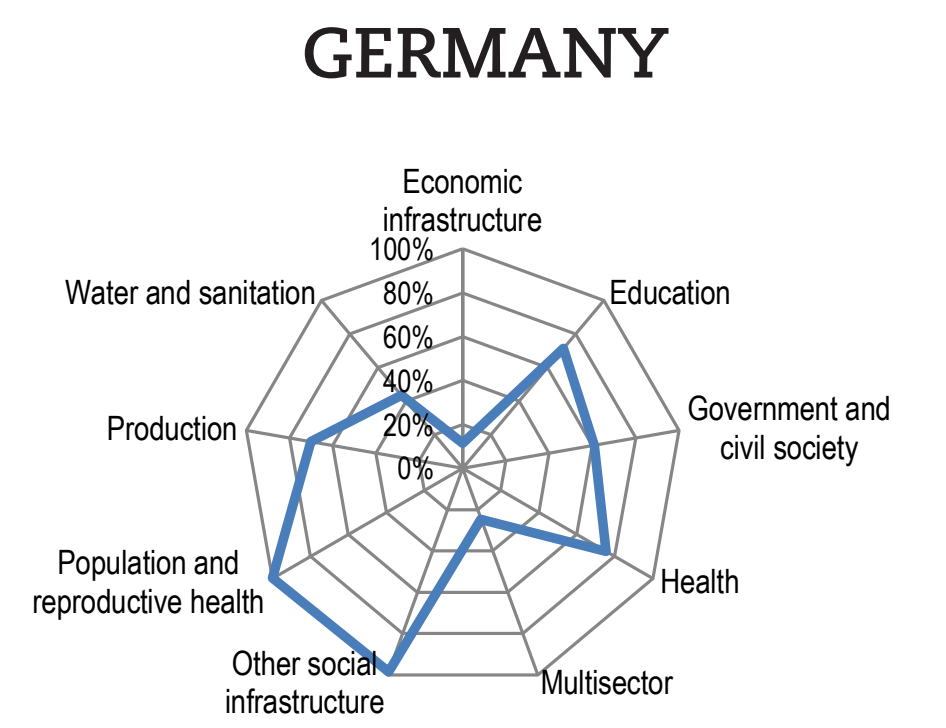 GERMANY
Economic
infrastructure
100%
80%
60%
40%
20%
0%
Education
Government and
civil society
Health
Multisector
Other social
infrastructure
Population and
reproductive health
Production
Water and sanitation